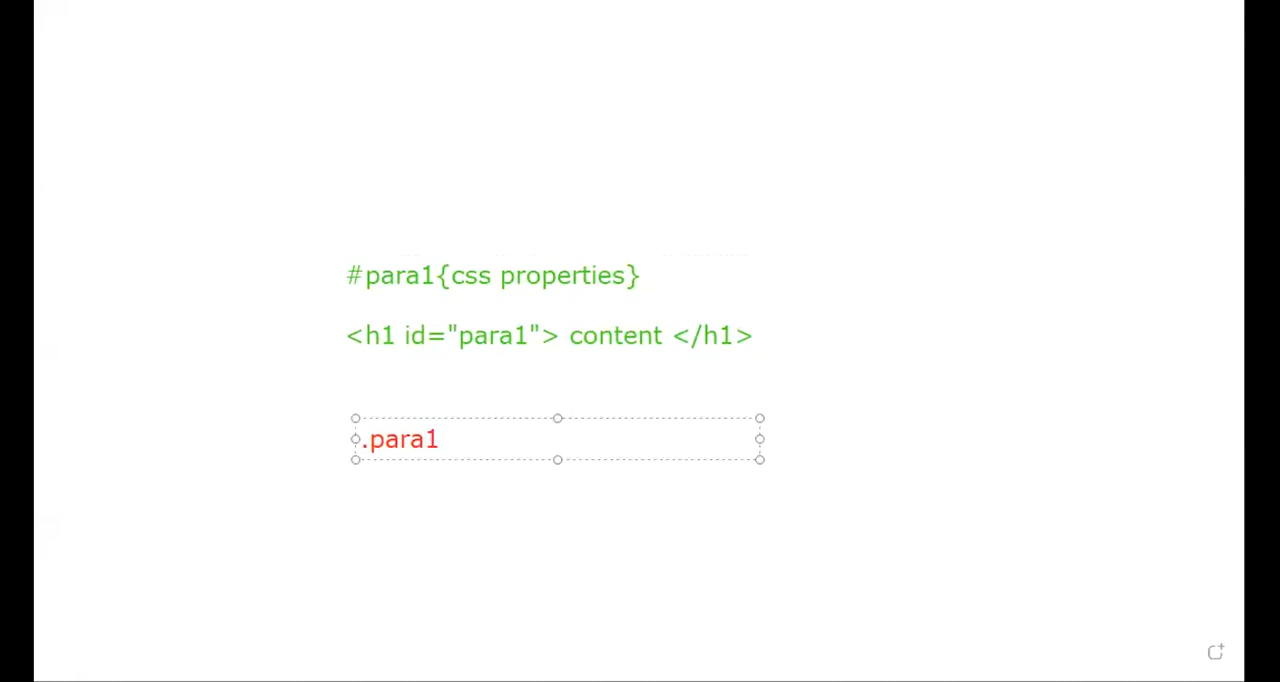 #para1{css properties}
<h1 id="para1"> content </h1>
.para1